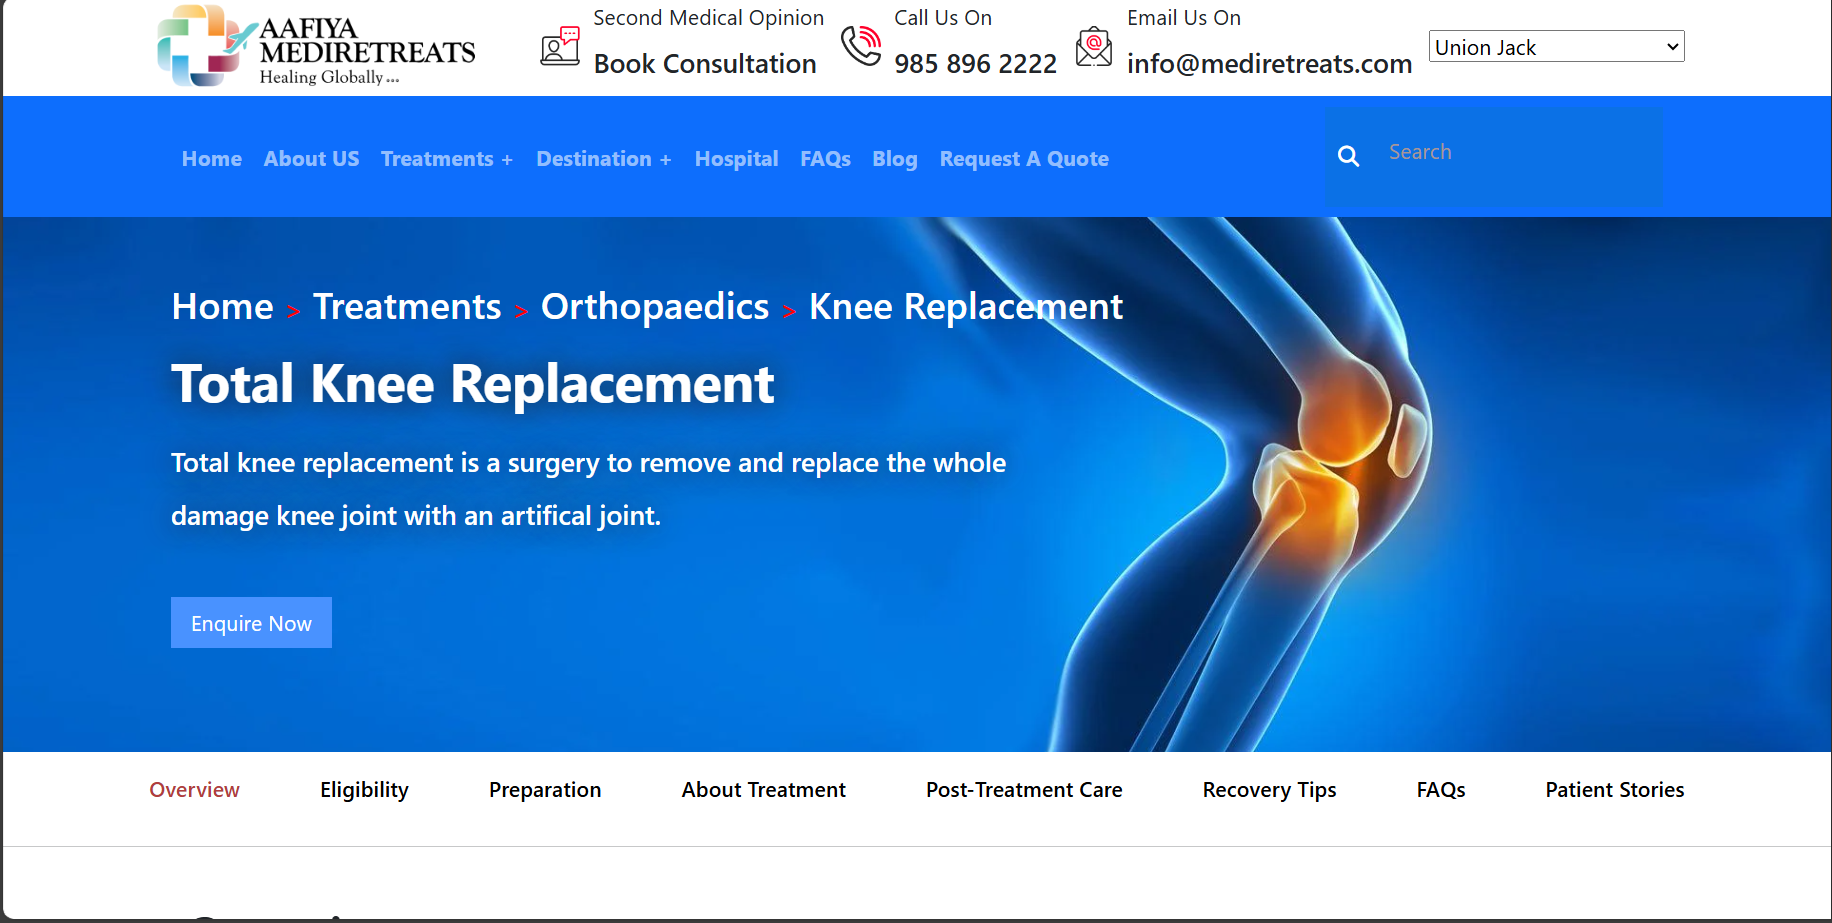 AAFIYA
MEDIRETREATS
Healing Globally...
Second Medical Opinion
Book Consultation
Call Us On
985 896 2222
Email Us On
info@mediretreats.com
Union Jack
Home About US Treatments + Destination + Hospital FAQs Blog Request A Quote
Search
Home > Treatments > Orthopaedics > Knee Replacement
Total Knee Replacement
Total knee replacement is a surgery to remove and replace the whole
damage knee joint with an artifical joint.
Enquire Now
Overview Eligibility Preparation About Treatment Post-Treatment Care Recovery Tips FAQs Patient Stories